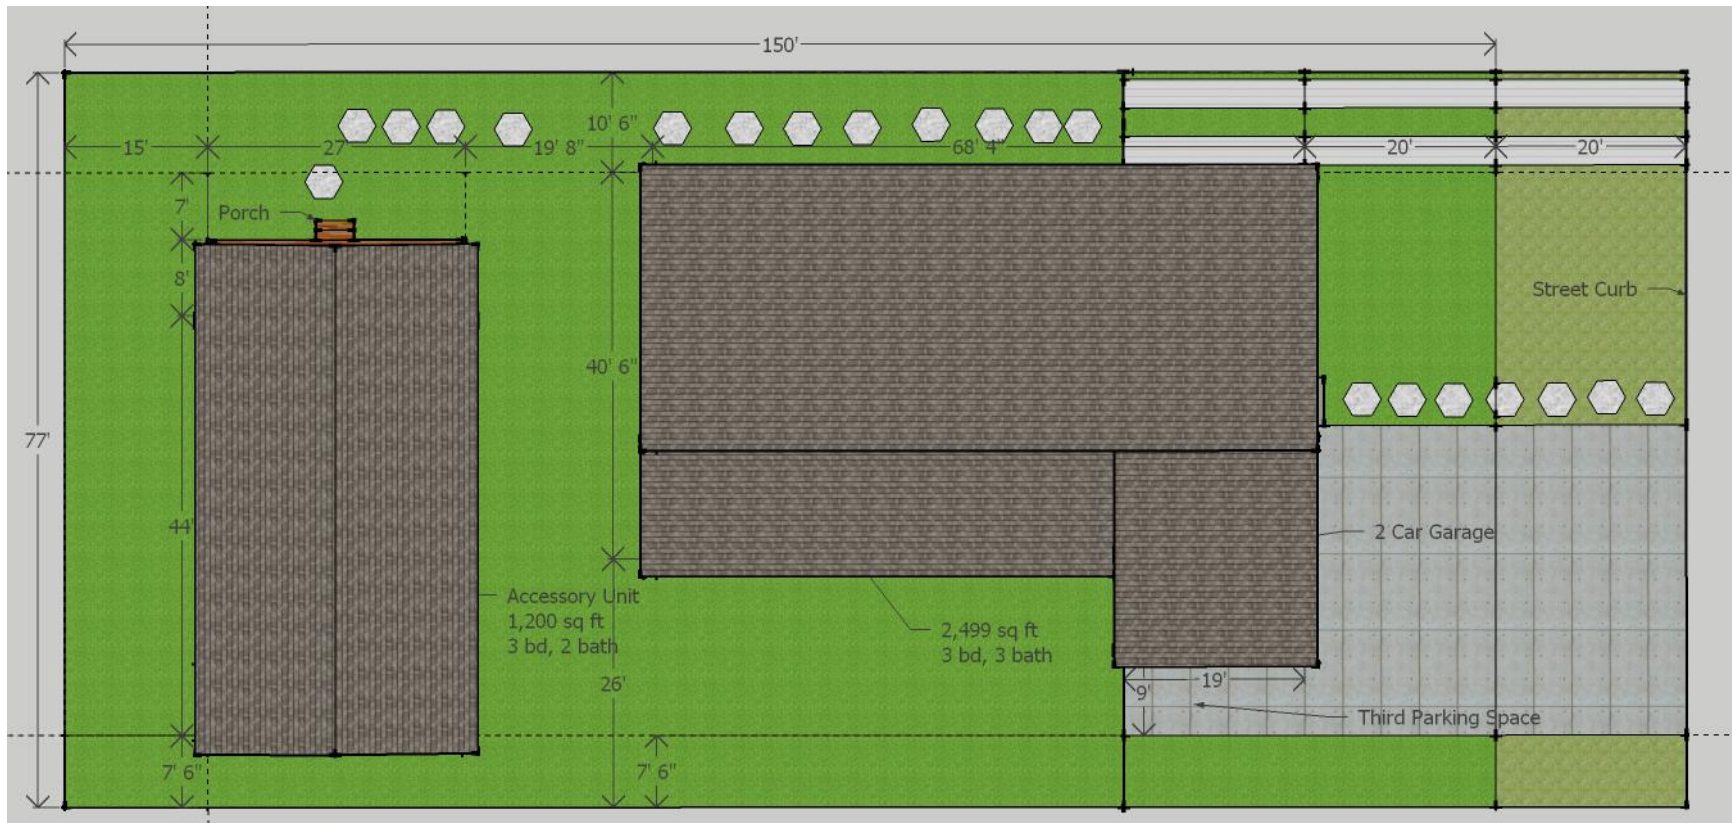 150'
10' 6"
15'
27'
19' 8"
68' 4"
20'
20'
7'
Porch
8'
Street Curb
40' 6"
77'
44'
2 Car Garage
Accessory Unit
1,200 sq ft
3 bd, 2 bath
2,499 sq ft
3 bd, 3 bath
26'
19'
9'
Third Parking Space
7' 6"
7' 6"